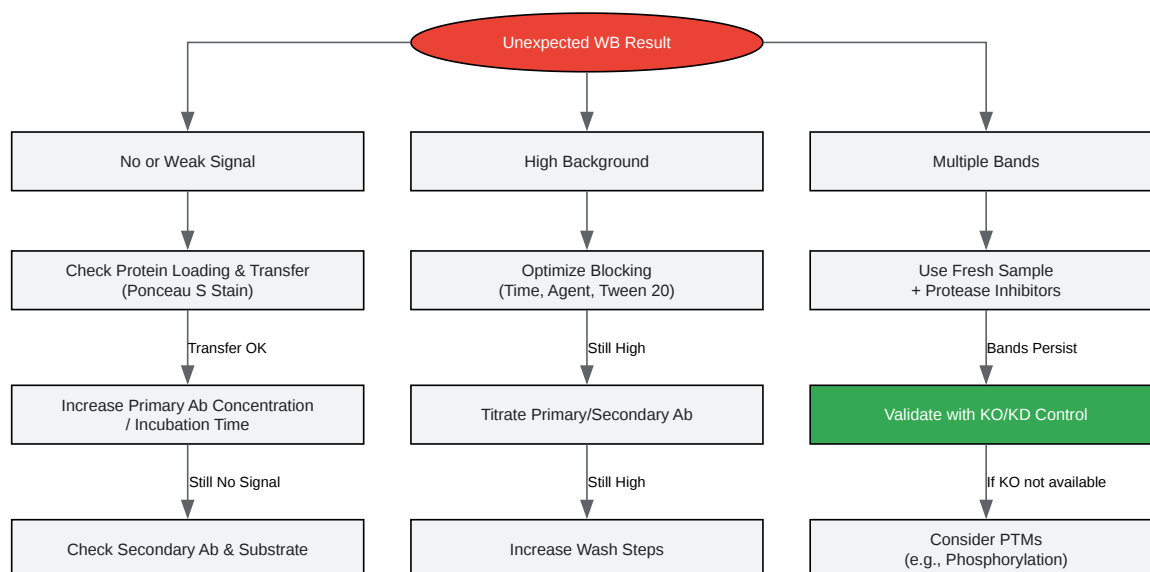 Unexpected WB Result
No or Weak Signal
High Background
Multiple Bands
Check Protein Loading & Transfer
(Ponceau S Stain)
Optimize Blocking
(Time, Agent, Tween 20)
Use Fresh Sample
+ Protease Inhibitors
Transfer OK
Still High
Bands Persist
Increase Primary Ab Concentration
/ Incubation Time
Titrate Primary/Secondary Ab
Validate with KO/KD Control
Still No Signal
Still High
If KO not available
Check Secondary Ab & Substrate
Increase Wash Steps
Consider PTMs
(e.g., Phosphorylation)